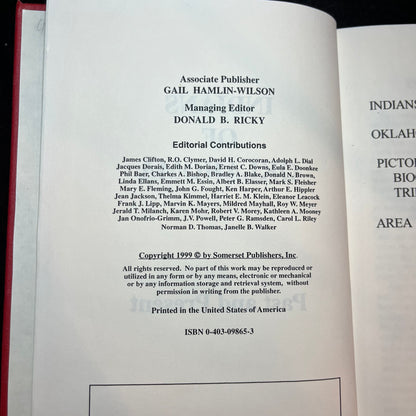 Associate Publisher
GAIL HAMLIN-WILSON
Managing Editor
DONALD B. RICKY
Editorial Contributions
James Clifton, R.O. Clymer, David H. Corocoran, Adolph L. Dial
Jacques Dorais, Edith M. Dorian, Ernest C. Downs, Eula E. Doonkee
Phil Baer, Charkes A. Bishop, Bradley A. Blake, Donald N. Brown,
Linda Ellans, Emmett M. Essin, Albert B. Elasser, Mark S. Fleisher
Mary E. Fleming, John G. Fought, Ken Harper, Arthur E. Hippler
Jean Jackson, Thelma Kimmel, Harriet E. M. Klein, Eleanor Leacock
Frank J. Lipp, Marvin K. Mayers, Mildred Mayhall, Roy W. Meyer
Jerald T. Milanch, Karen Mohr, Robert V. Morey, Kathleen A. Mooney
Jan Onofrio-Grimm, J.V. Powell, Peter G. Ramsden, Carol L. Riley
Norman D. Thomas, Janelle B. Walker
Copyright 1999 © by Somerset Publishers, Inc.
All rights reserved. No part of this work may be reproduced or
utilized in any form or by any means, electronic or mechanical
or by any information storage and retrieval system, without
permission in writing from the publisher.
Printed in the United States of America
ISBN 0-403-09865-3
INDIANS
OKLAHO
PICTO
BIO
TRI
AREA